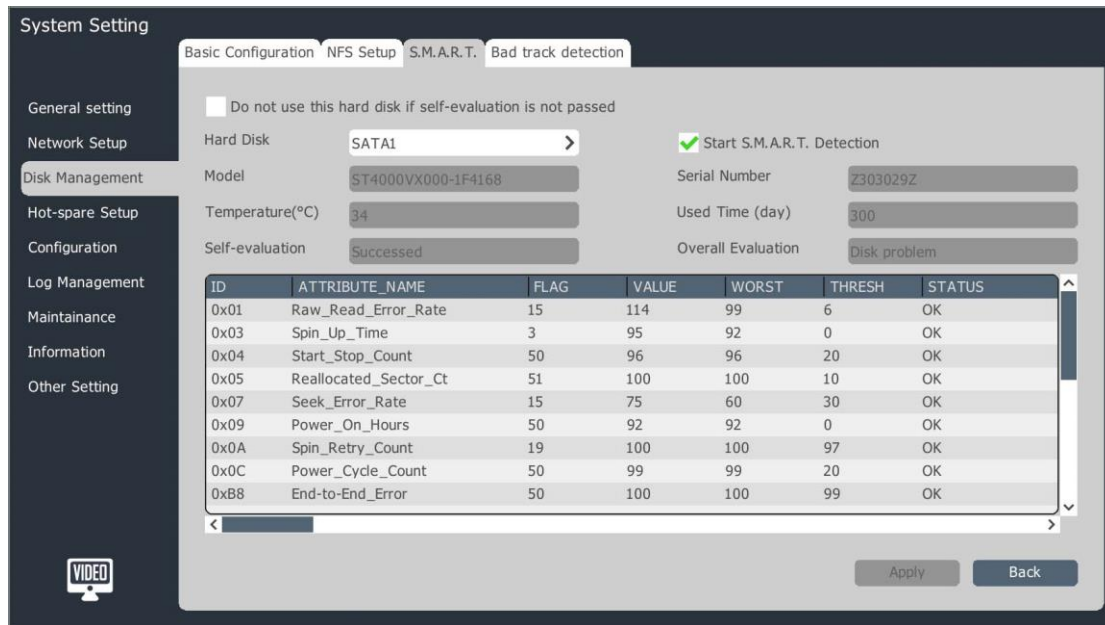 System Setting
Basic Configuration NFS Setup S.M.A.R.T. Bad track detection
General setting
Network Setup
Disk Management
Hot-spare Setup
Configuration
Log Management
Maintainance
Information
Other Setting
VIDEO
Do not use this hard disk if self-evaluation is not passed
Hard Disk SATA1 > Start S.M.A.R.T. Detection
Model ST4000VX000-1F4168 Serial Number Z303029Z
Temperature(°C) 34 Used Time (day) 300
Self-evaluation Successed Overall Evaluation Disk problem
ID ATTRIBUTE_NAME FLAG VALUE WORST THRESH STATUS
0x01 Raw_Read_Error_Rate 15 114 99 6 OK
0x03 Spin_Up_Time 3 95 92 0 OK
0x04 Start_Stop_Count 50 96 96 20 OK
0x05 Reallocated_Sector_Ct 51 100 100 10 OK
0x07 Seek_Error_Rate 15 75 60 30 OK
0x09 Power_On_Hours 50 92 92 0 OK
0x0A Spin_Retry_Count 19 100 100 97 OK
0x0C Power_Cycle_Count 50 99 99 20 OK
0xB8 End-to-End_Error 50 100 100 99 OK
Apply Back